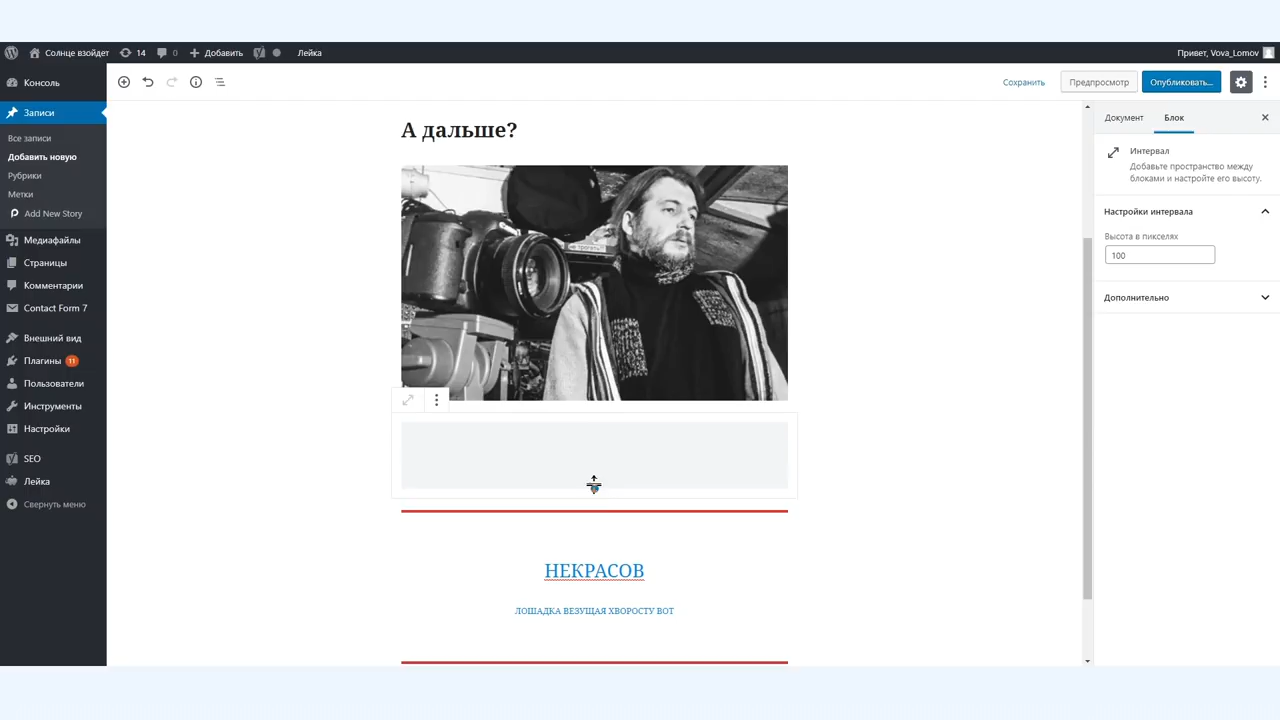 Солнце взойдет
14
0
Добавить
Лейка
Привет, Vova_Lomov
Консоль
Записи
Все записи
Добавить новую
Рубрики
Метки
Add New Story
Медиафайлы
Страницы
Комментарии
Contact Form 7
Внешний вид
Плагины 11
Пользователи
Инструменты
Настройки
SEO
Лейка
Свернуть меню
Сохранить
Предпросмотр
Опубликовать...
А дальше?
НЕКРАСОВ
ЛОШАДКА ВЕЗУЩАЯ ХВОРОСТУ ВОТ
Документ
Блок
Интервал
Добавьте пространство между
блоками и настройте его высоту.
Настройки интервала
Высота в пикселях
100
Дополнительно